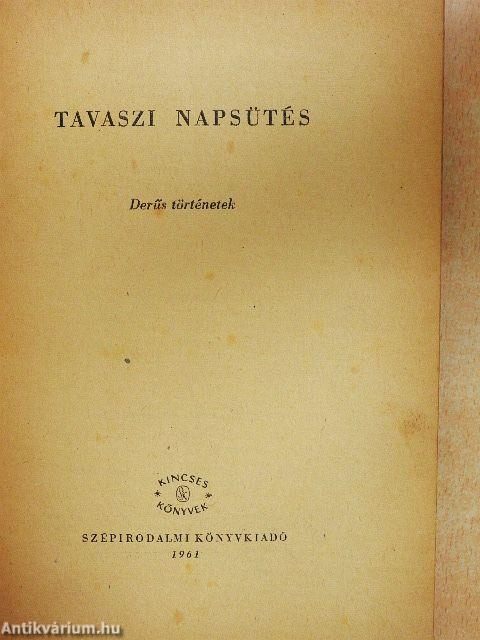 TAVASZI NAPSÜTÉS
Derűs történetek
KINCSES
KÖNYVEK
SZÉPIRODALMI KÖNYVKIADÓ
1961
Antikvárium.hu